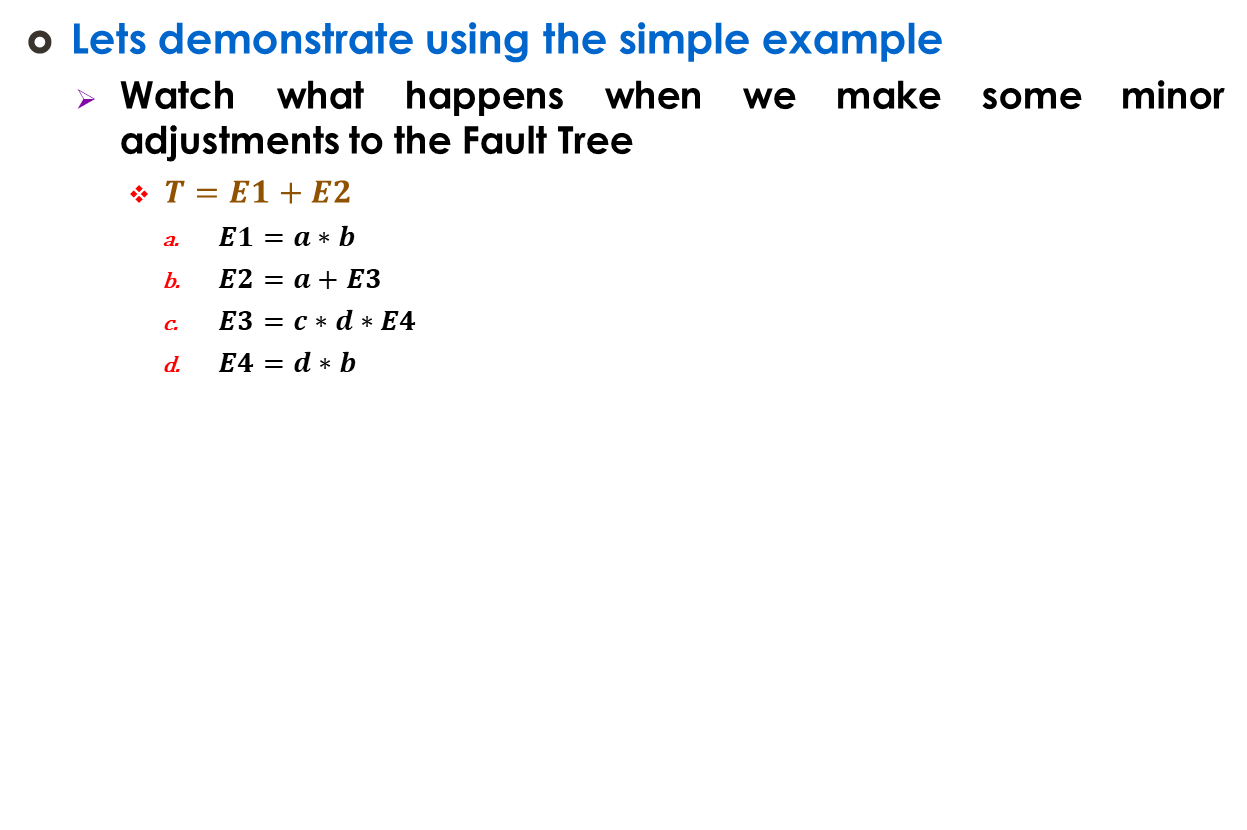 Lets demonstrate using the simple example
Watch what happens when we make some minor
adjustments to the Fault Tree
T = E1 + E2
a. E1 = a ∗ b
b. E2 = a + E3
c. E3 = c ∗ d ∗ E4
d. E4 = d ∗ b